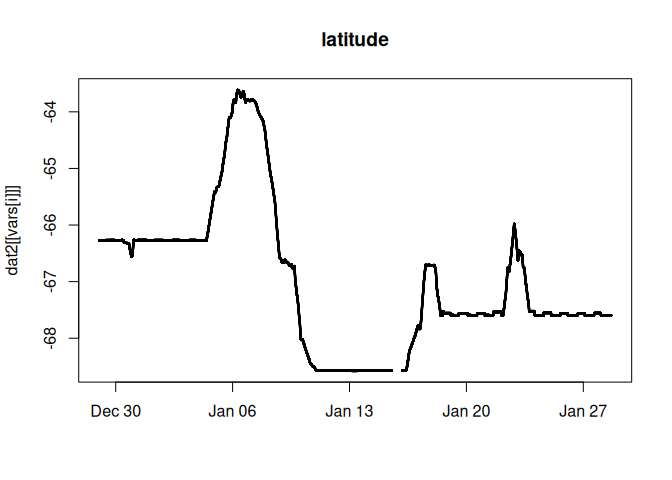 latitude
dat2[[vars[i]]]
-64
-65
-66
-67
-68
Dec 30
Jan 06
Jan 13
Jan 20
Jan 27